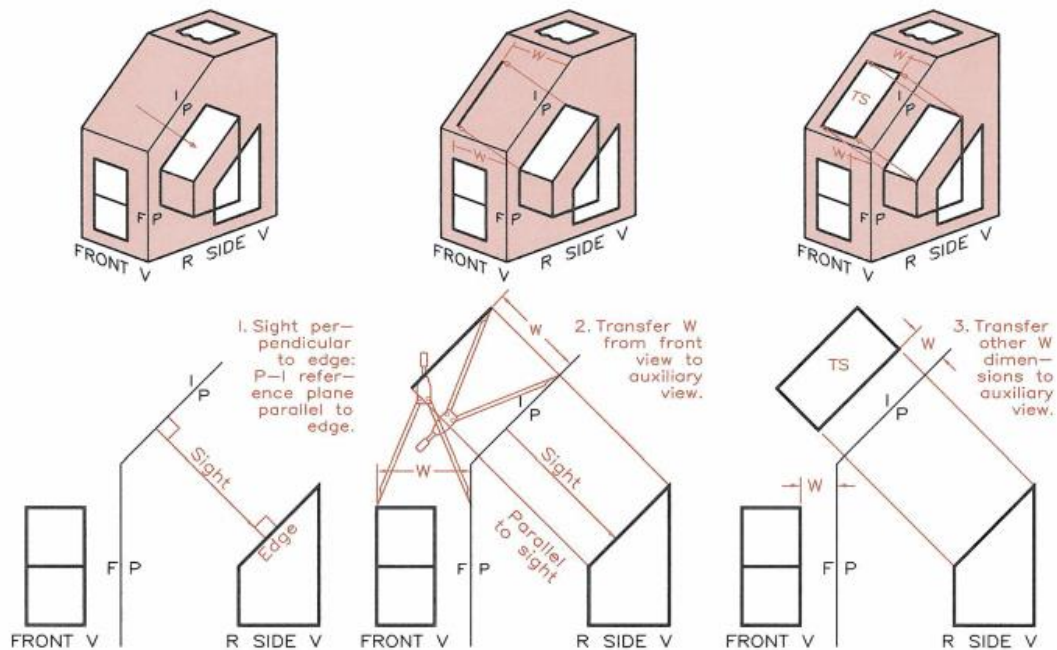 I
P
F P
FRONT V
R SIDE V
W
I
P
W
F P
FRONT V
R SIDE V
W
TS
I
P
W
F P
FRONT V
R SIDE V
1. Sight per-
pendicular
to edge:
P-I refer-
ence plane
parallel to
edge.
I
P
Sight
Edge
F P
FRONT V
R SIDE V
2. Transfer W
from front
view to
auxiliary
view.
W
I
P
W
Sight
Parallel
to sight
F P
FRONT V
R SIDE V
3. Transfer
other W
dimen-
sions to
auxiliary
view.
TS
W
I
P
W
F P
FRONT V
R SIDE V